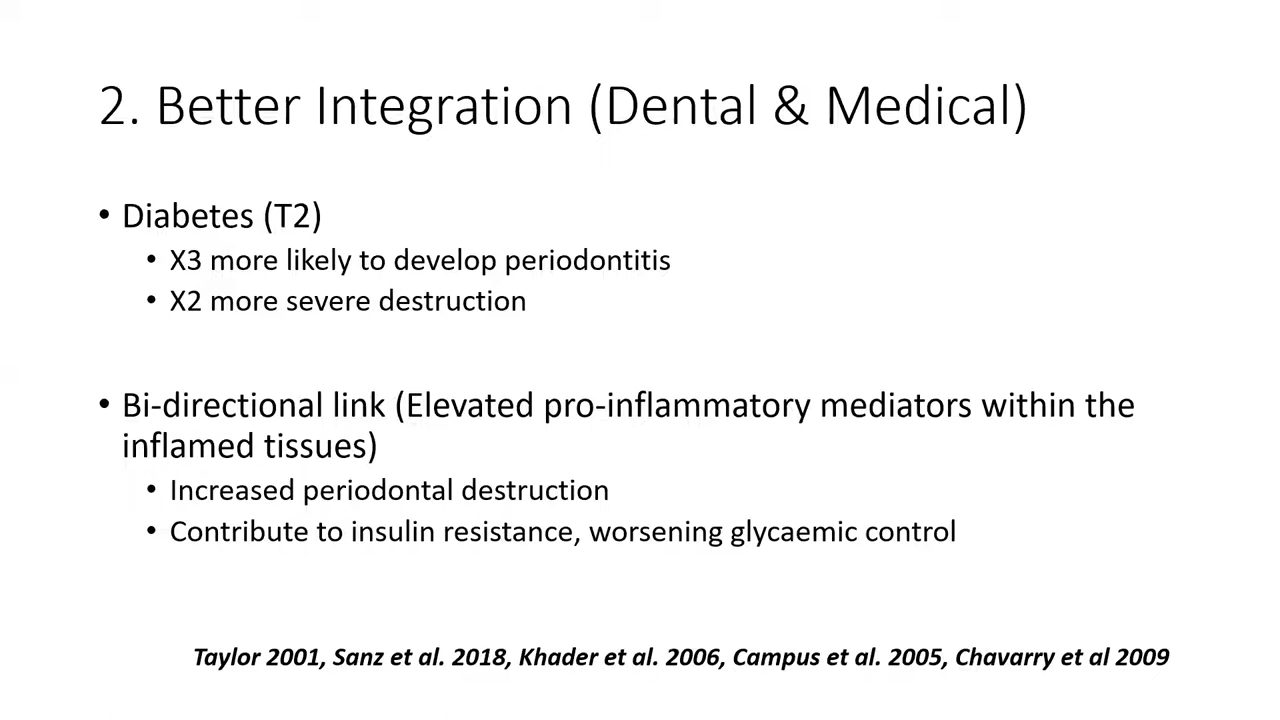 2. Better Integration (Dental & Medical)
• Diabetes (T2)
• X3 more likely to develop periodontitis
• X2 more severe destruction
• Bi-directional link (Elevated pro-inflammatory mediators within the
inflamed tissues)
• Increased periodontal destruction
• Contribute to insulin resistance, worsening glycaemic control
Taylor 2001, Sanz et al. 2018, Khader et al. 2006, Campus et al. 2005, Chavarry et al 2009